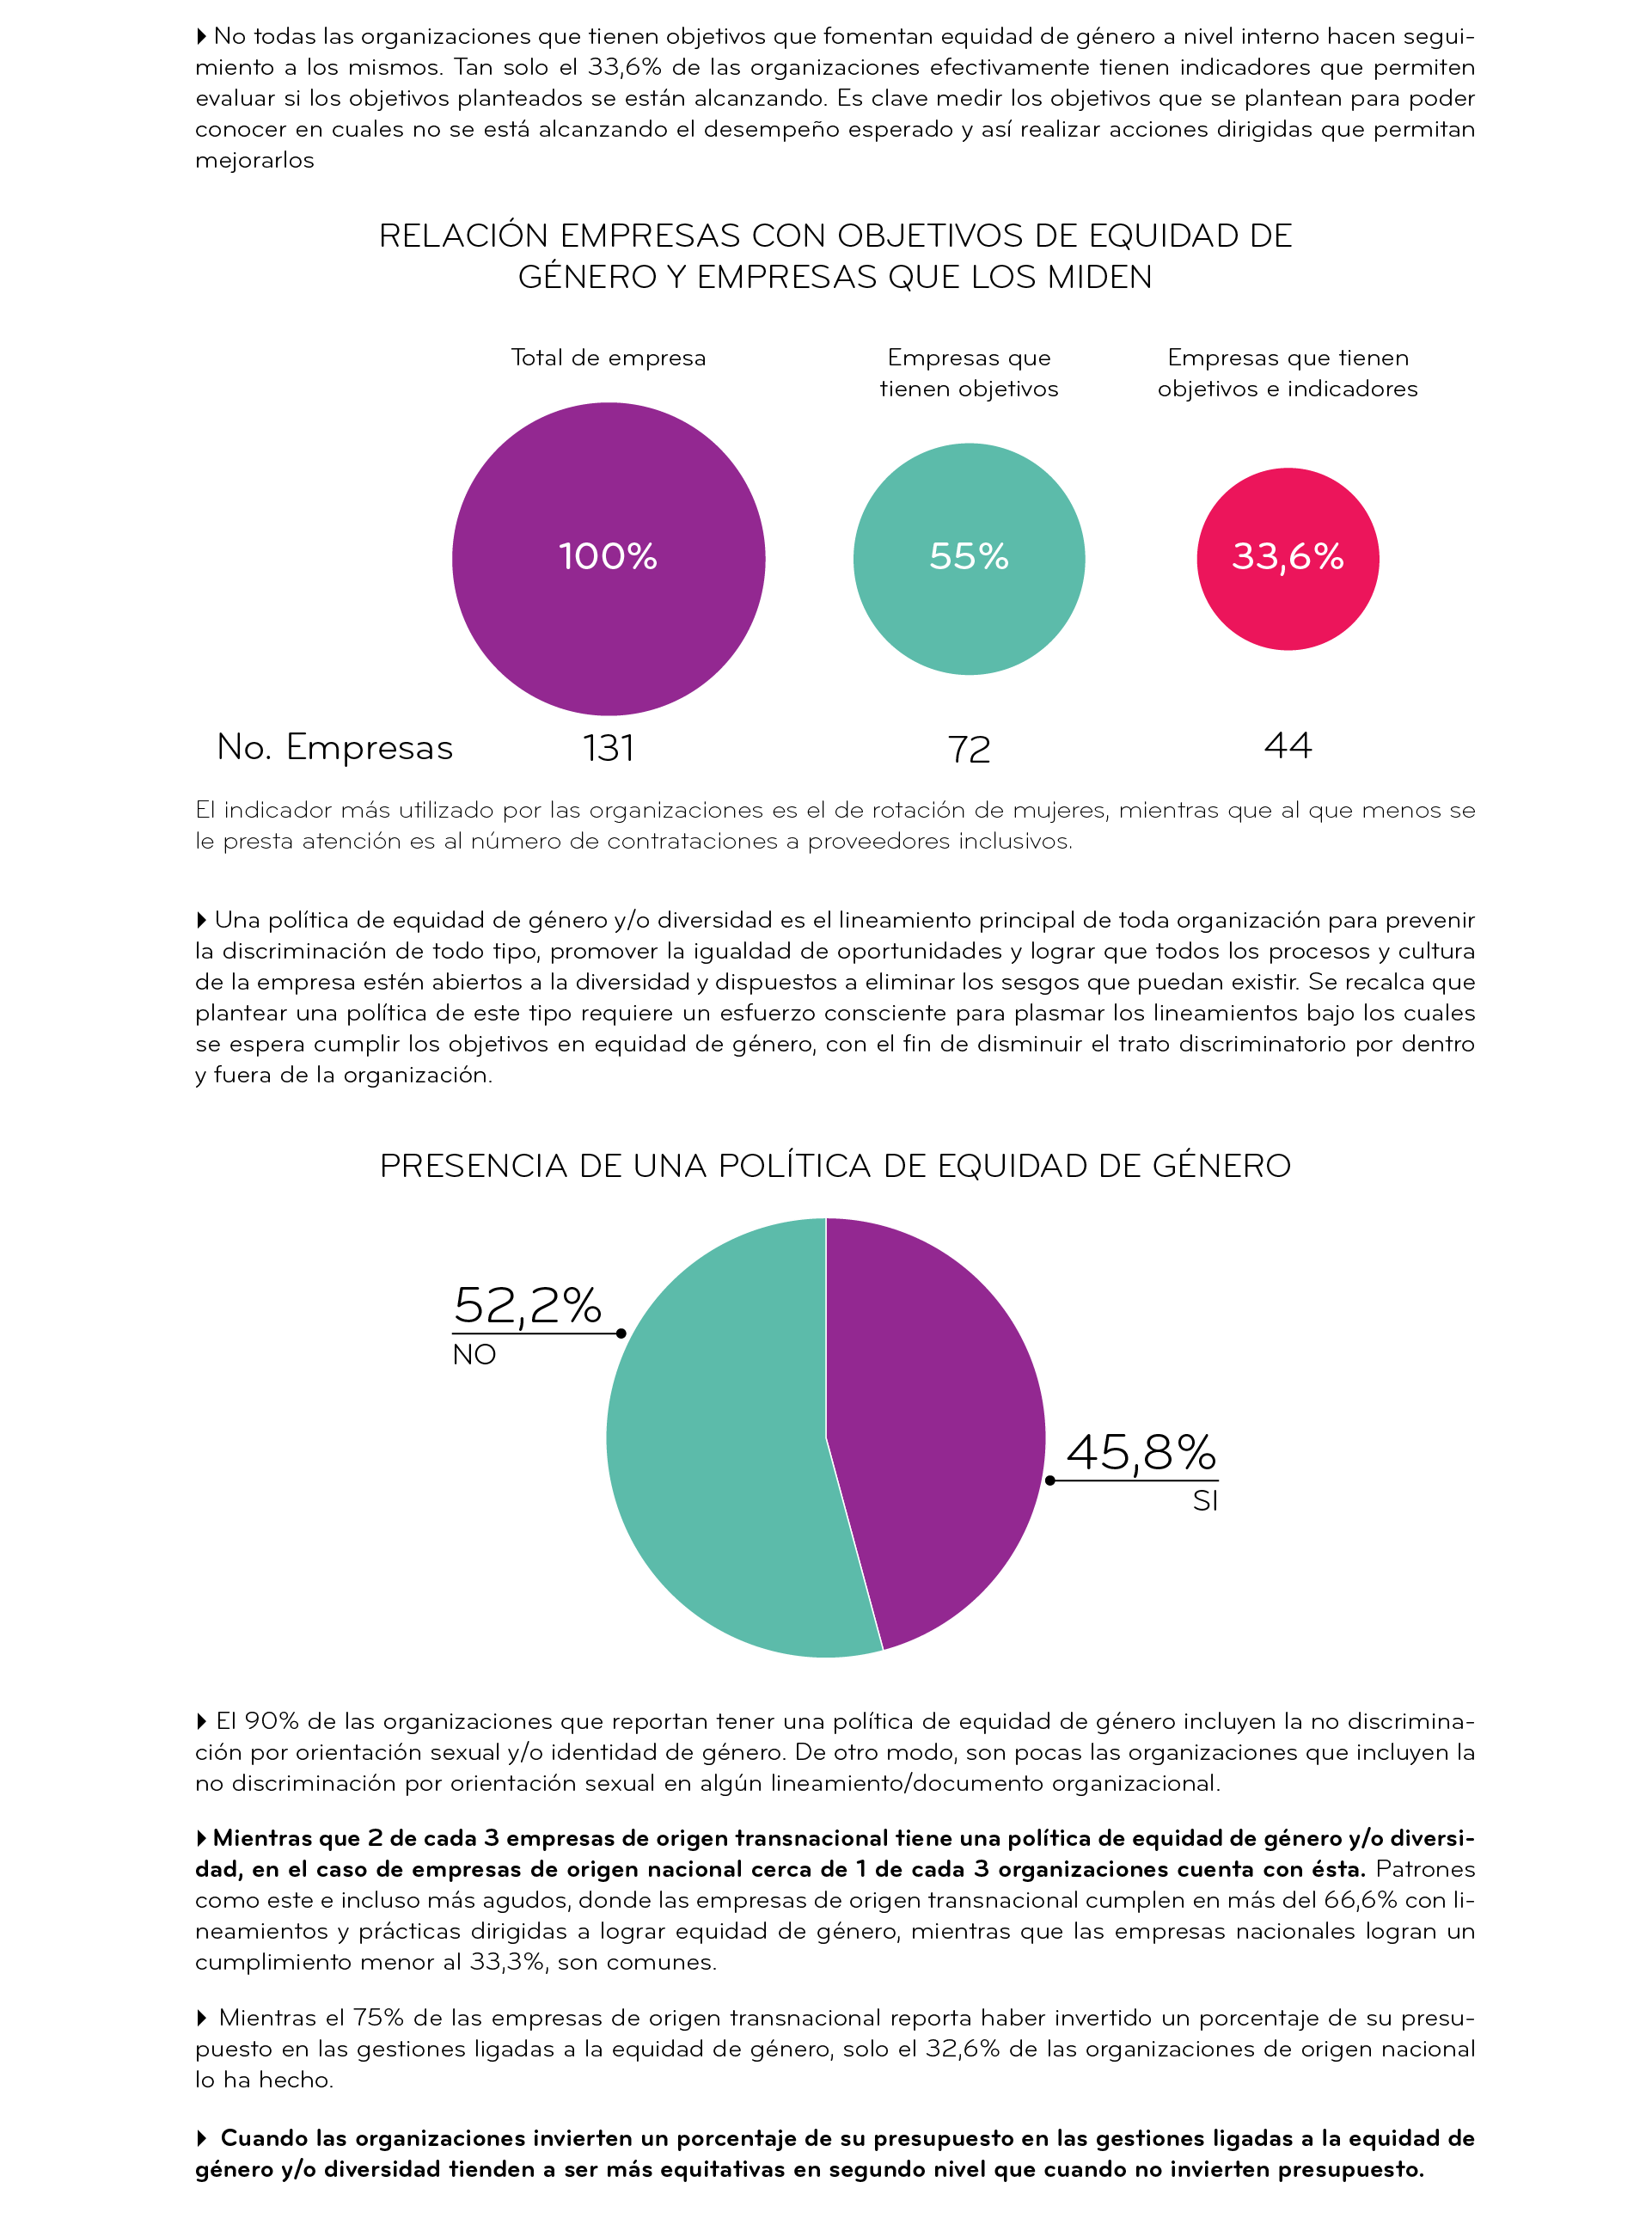 No todas las organizaciones que tienen objetivos que fomentan equidad de género a nivel interno hacen segui-
miento a los mismos. Tan solo el 33,6% de las organizaciones efectivamente tienen indicadores que permiten
evaluar si los objetivos planteados se están alcanzando. Es clave medir los objetivos que se plantean para poder
conocer en cuales no se está alcanzando el desempeño esperado y así realizar acciones dirigidas que permitan
mejorarlos
RELACIÓN EMPRESAS CON OBJETIVOS DE EQUIDAD DE
GÉNERO Y EMPRESAS QUE LOS MIDEN
Total de empresa
Empresas que
tienen objetivos
Empresas que tienen
objetivos e indicadores
100%
55%
33,6%
No. Empresas
131
72
44
El indicador más utilizado por las organizaciones es el de rotación de mujeres, mientras que al que menos se
le presta atención es al número de contrataciones a proveedores inclusivos.
Una política de equidad de género y/o diversidad es el lineamiento principal de toda organización para prevenir
la discriminación de todo tipo, promover la igualdad de oportunidades y lograr que todos los procesos y cultura
de la empresa estén abiertos a la diversidad y dispuestos a eliminar los sesgos que puedan existir. Se recalca que
plantear una política de este tipo requiere un esfuerzo consciente para plasmar los lineamientos bajo los cuales
se espera cumplir los objetivos en equidad de género, con el fin de disminuir el trato discriminatorio por dentro
y fuera de la organización.
PRESENCIA DE UNA POLÍTICA DE EQUIDAD DE GÉNERO
52,2%
NO
45,8%
SI
El 90% de las organizaciones que reportan tener una política de equidad de género incluyen la no discrimina-
ción por orientación sexual y/o identidad de género. De otro modo, son pocas las organizaciones que incluyen la
no discriminación por orientación sexual en algún lineamiento/documento organizacional.
Mientras que 2 de cada 3 empresas de origen transnacional tiene una política de equidad de género y/o diversi-
dad, en el caso de empresas de origen nacional cerca de 1 de cada 3 organizaciones cuenta con ésta. Patrones
como este e incluso más agudos, donde las empresas de origen transnacional cumplen en más del 66,6% con li-
neamientos y prácticas dirigidas a lograr equidad de género, mientras que las empresas nacionales logran un
cumplimiento menor al 33,3%, son comunes.
Mientras el 75% de las empresas de origen transnacional reporta haber invertido un porcentaje de su presu-
puesto en las gestiones ligadas a la equidad de género, solo el 32,6% de las organizaciones de origen nacional
lo ha hecho.
Cuando las organizaciones invierten un porcentaje de su presupuesto en las gestiones ligadas a la equidad de
género y/o diversidad tienden a ser más equitativas en segundo nivel que cuando no invierten presupuesto.